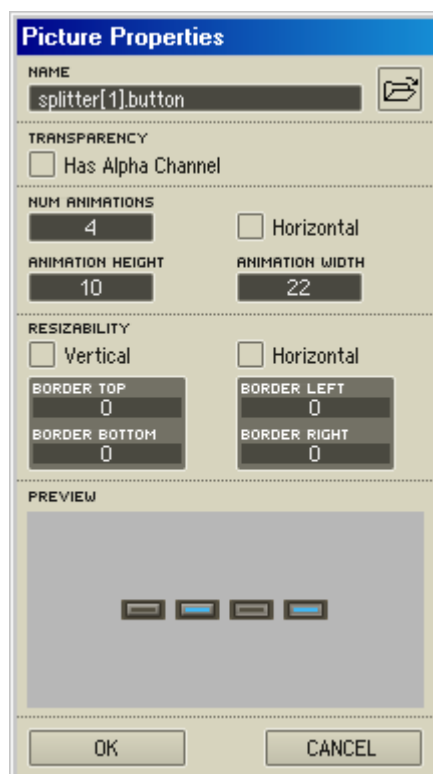 Picture Properties
NAME
splitter[1].button
TRANSPARENCY
Has Alpha Channel
NUM ANIMATIONS
4 Horizontal
ANIMATION HEIGHT ANIMATION WIDTH
10 22
RESIZABILITY
Vertical Horizontal
BORDER TOP BORDER LEFT
0 0
BORDER BOTTOM BORDER RIGHT
0 0
PREVIEW
OK CANCEL